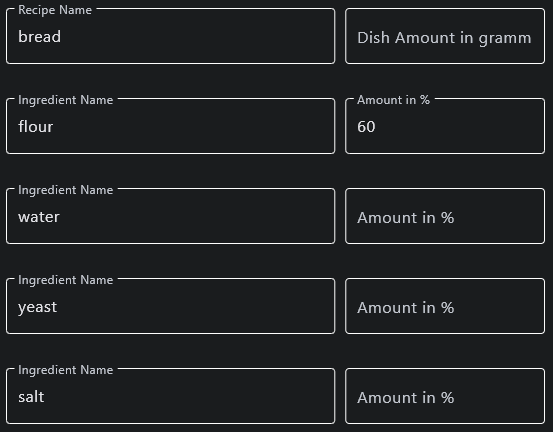 Recipe Name
bread
Dish Amount in gramm
Ingredient Name
flour
Amount in %
60
Ingredient Name
water
Amount in %
Ingredient Name
yeast
Amount in %
Ingredient Name
salt
Amount in %